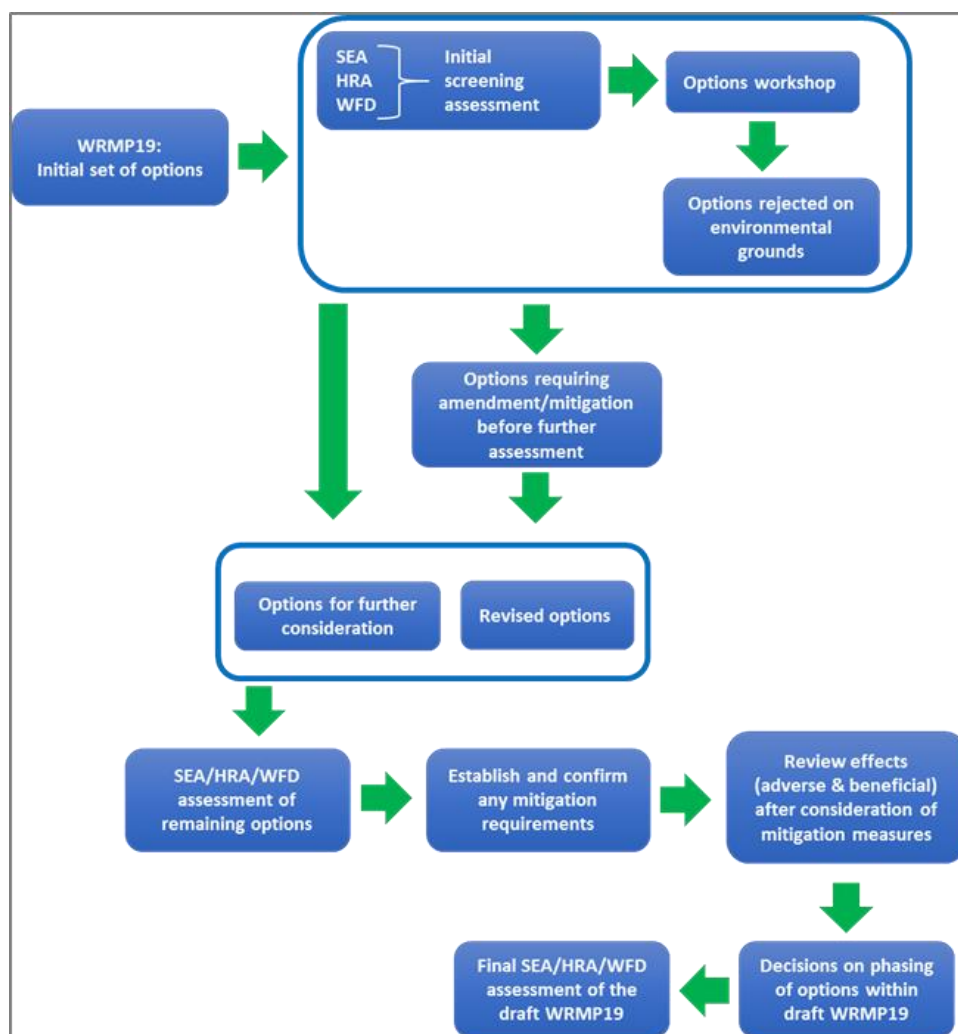 SEA
HRA
WFD
Initial
screening
assessment
Options workshop
WRMP19:
Initial set of options
Options rejected on
environmental
grounds
Options requiring
amendment/mitigation
before further
assessment
Options for further
consideration
Revised options
SEA/HRA/WFD
assessment of
remaining options
Establish and confirm
any mitigation
requirements
Review effects
(adverse & beneficial)
after consideration of
mitigation measures
Final SEA/HRA/WFD
assessment of the
draft WRMP19
Decisions on phasing
of options within
draft WRMP19